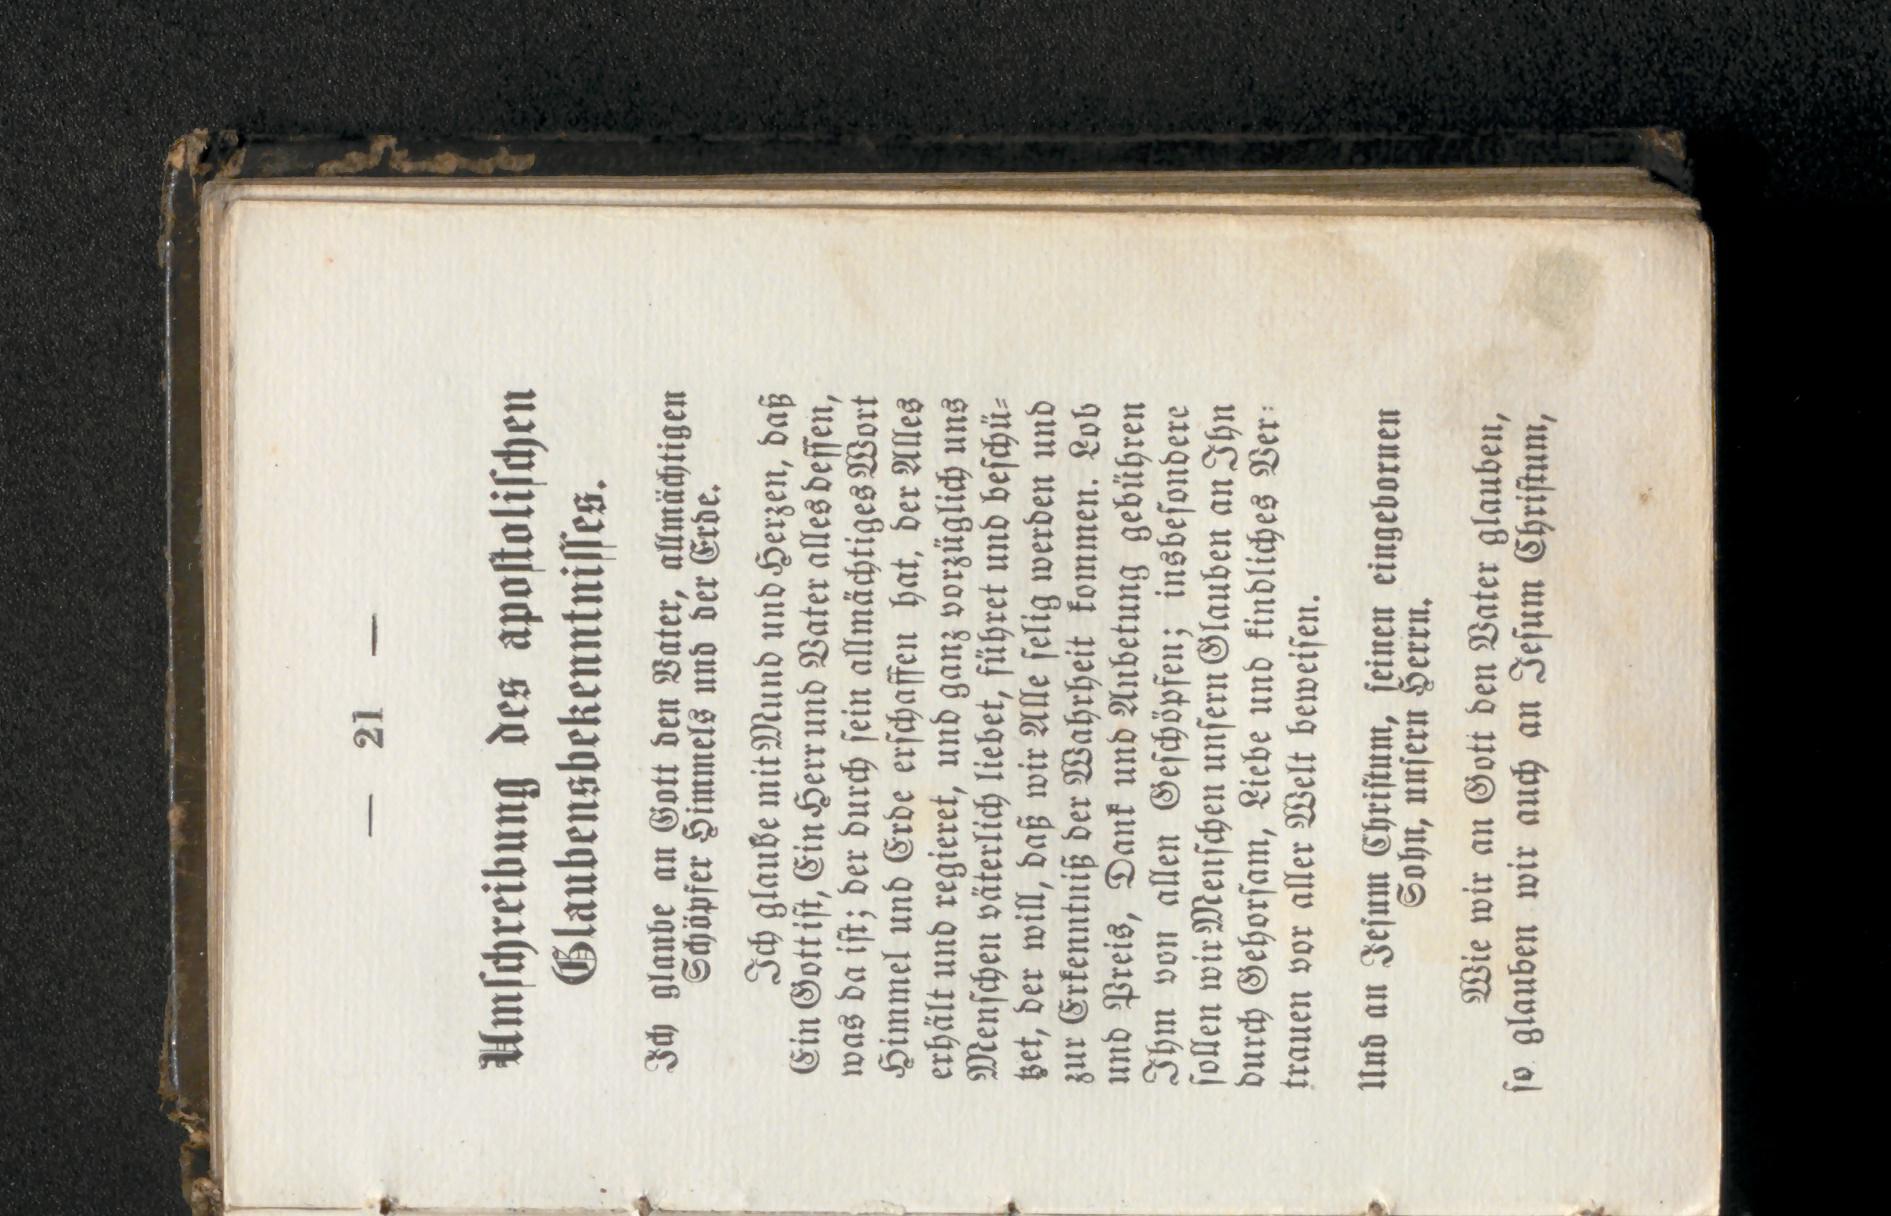 — 21 —
Umschreibung des apostolischen
Glaubensbekenntnisses.
Ich glaube an Gott den Vater, allmächtigen
Schöpfer Himmels und der Erde.
Ich glaube mit Mund und Herzen, daß
Ein Gott ist, Ein Herr und Vater alles dessen,
was da ist; der durch sein allmächtiges Wort
Himmel und Erde erschaffen hat, der Alles
erhält und regieret, und ganz vorzüglich uns
Menschen väterlich liebet, führet und beschü-
tzet, der will, daß wir Alle selig werden und
zur Erkenntniß der Wahrheit kommen. Lob
und Preis, Dank und Anbetung gebühren
Ihm von allen Geschöpfen; insbesondere
sollen wir Menschen unsern Glauben an Ihn
durch Gehorsam, Liebe und kindliches Ver-
trauen vor aller Welt beweisen.
Und an Jesum Christum, seinen eingebornen
Sohn, unsern Herrn.
Wie wir an Gott den Vater glauben,
so glauben wir auch an Jesum Christum,